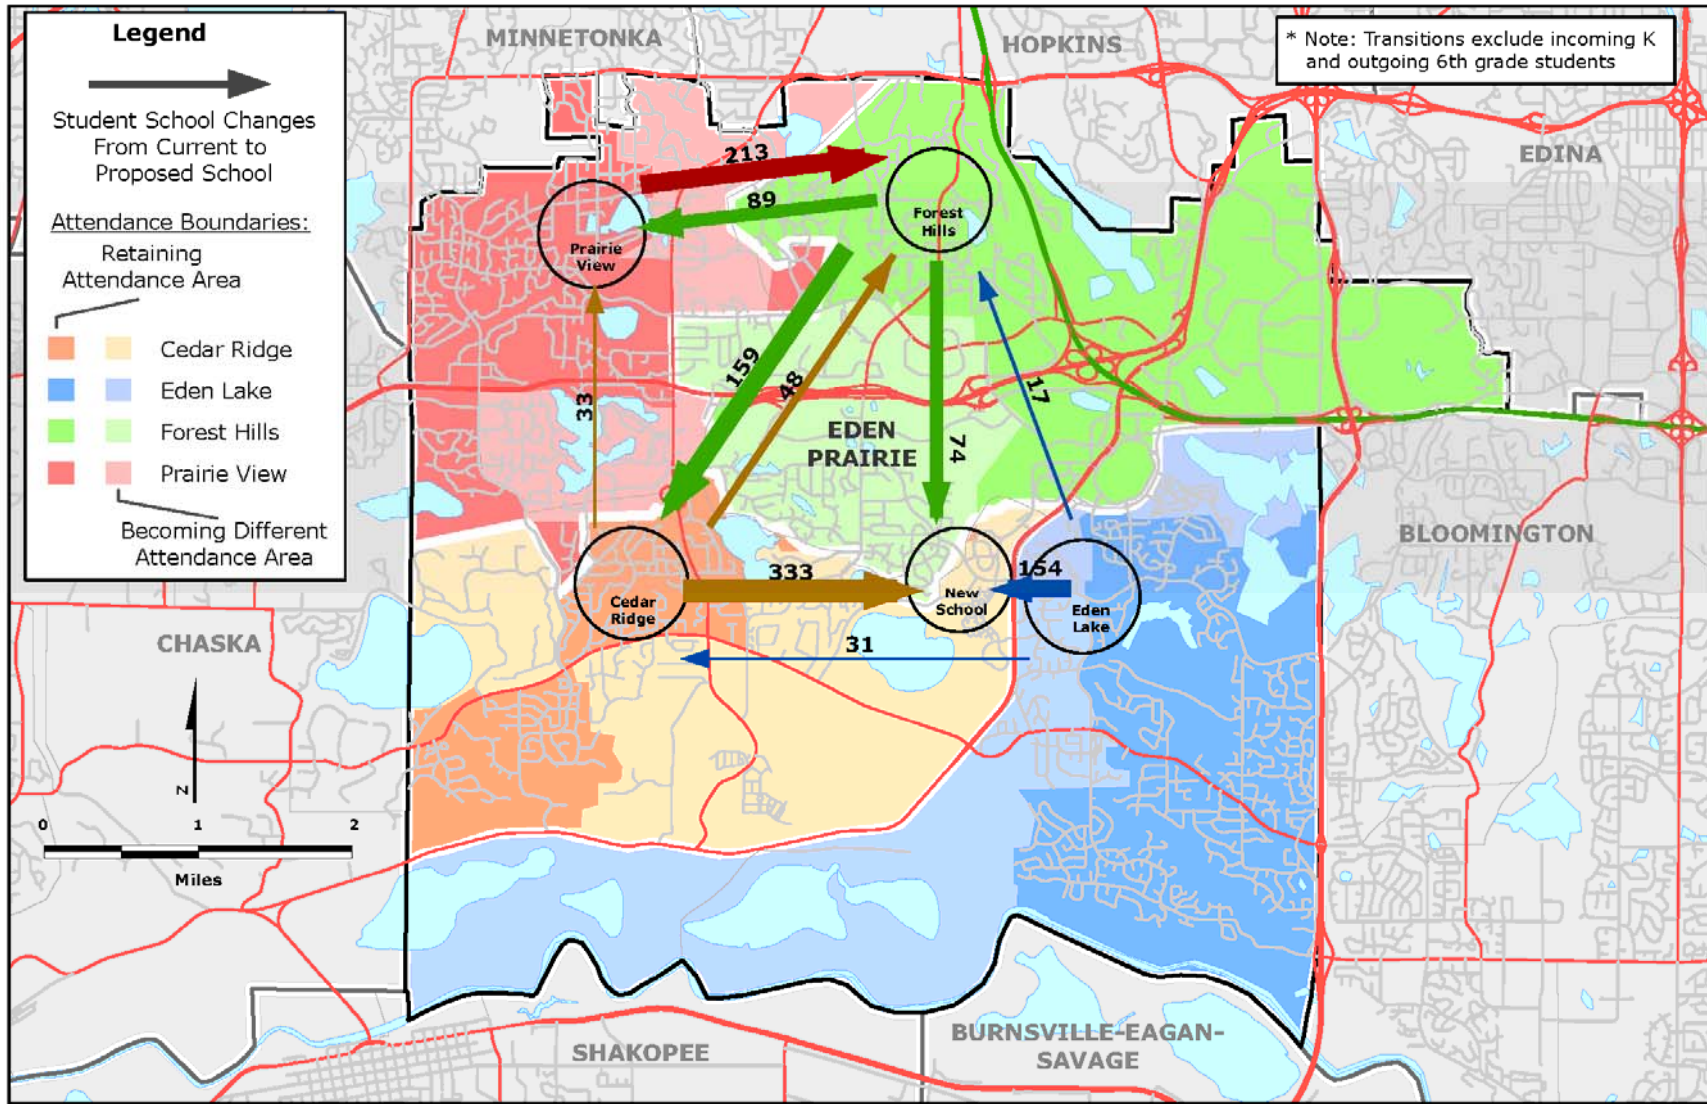 Legend
Student School Changes
From Current to
Proposed School
Attendance Boundaries:
Retaining
Attendance Area
Cedar Ridge
Eden Lake
Forest Hills
Prairie View
Becoming Different
Attendance Area
* Note: Transitions exclude incoming K
and outgoing 6th grade students
MINNETONKA
HOPKINS
EDINA
213
89
Forest
Hills
Prairie
View
159
48
33
17
74
EDEN
PRAIRIE
BLOOMINGTON
333
154
Cedar
Ridge
New
School
Eden
Lake
31
CHASKA
N
0 1 2
Miles
SHAKOPEE
BURNSVILLE-EAGAN-
SAVAGE